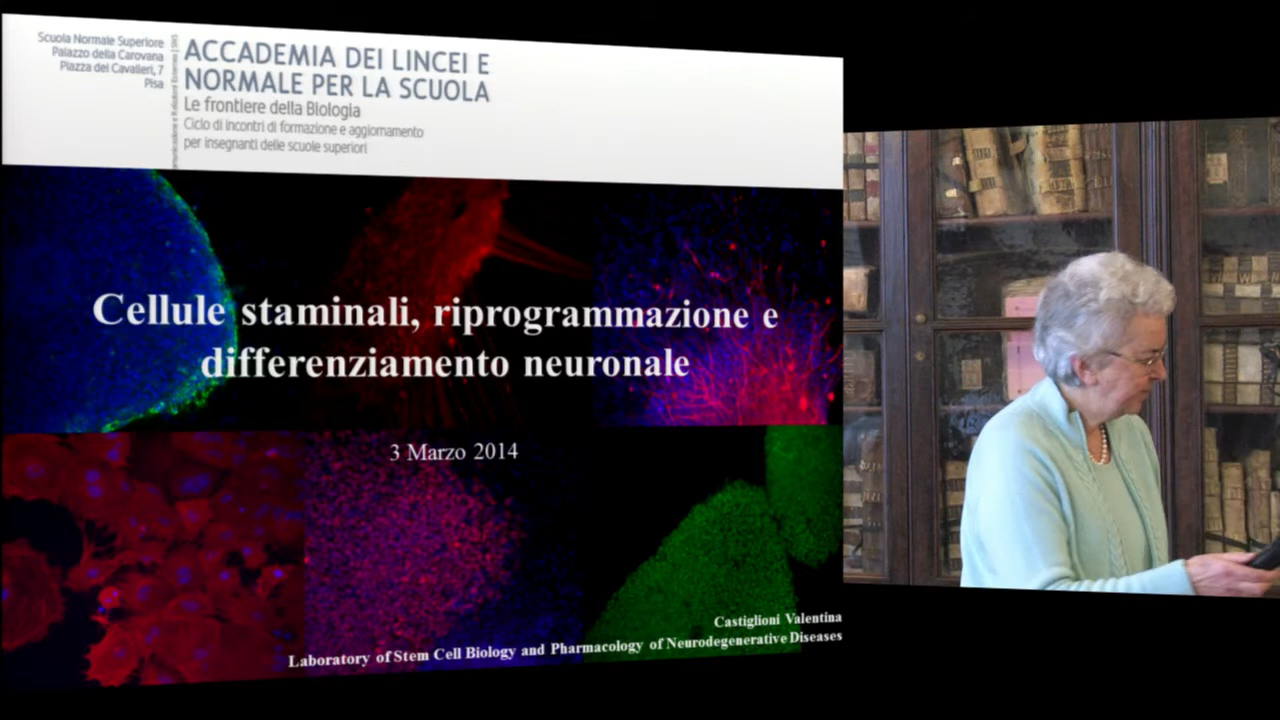 Scuola Normale Superiore
Palazzo della Carovana
Piazza dei Cavalieri, 7
Pisa
ACCADEMIA DEI LINCEI E
NORMALE PER LA SCUOLA
Le frontiere della Biologia
Ciclo di incontri di formazione e aggiornamento
per insegnanti delle scuole superiori
Cellule staminali, riprogrammazione e
differenziamento neuronale
3 Marzo 2014
Castiglioni Valentina
Laboratory of Stem Cell Biology and Pharmacology of Neurodegenerative Diseases